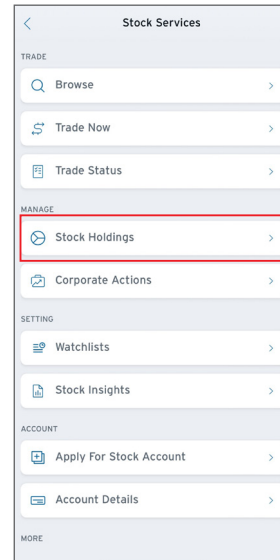 Stock Services
TRADE
Browse
Trade Now
Trade Status
MANAGE
Stock Holdings
Corporate Actions
SETTING
Watchlists
Stock Insights
ACCOUNT
Apply For Stock Account
Account Details
MORE